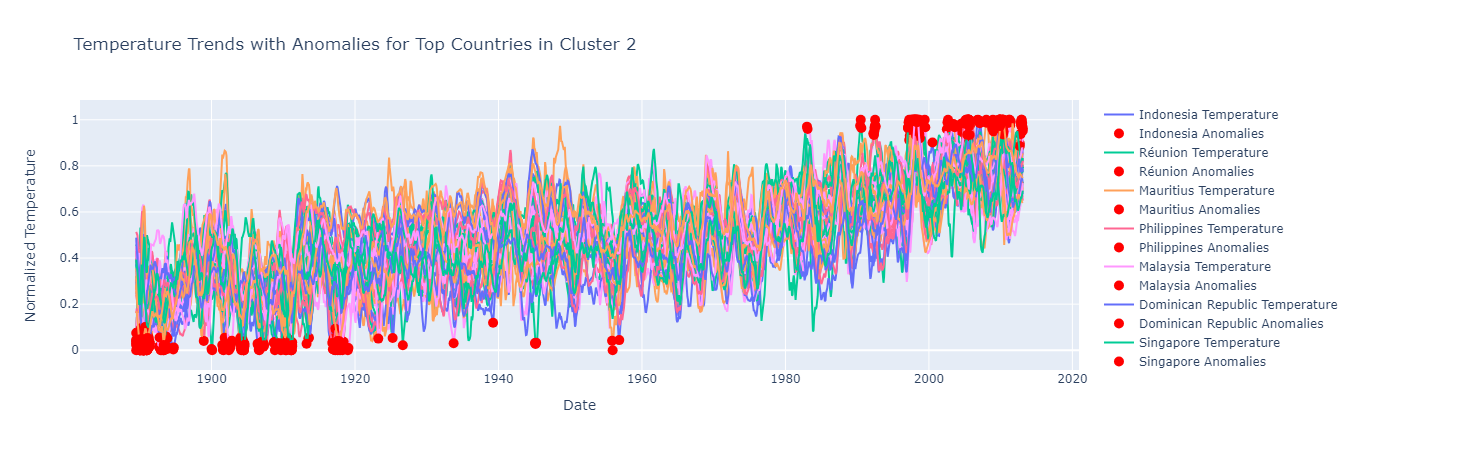 Temperature Trends with Anomalies for Top Countries in Cluster 2
Normalized Temperature
1
0.8
0.6
0.4
0.2
0
1900
1920
1940
1960
1980
2000
2020
Date
Indonesia Temperature
Indonesia Anomalies
Réunion Temperature
Réunion Anomalies
Mauritius Temperature
Mauritius Anomalies
Philippines Temperature
Philippines Anomalies
Malaysia Temperature
Malaysia Anomalies
Dominican Republic Temperature
Dominican Republic Anomalies
Singapore Temperature
Singapore Anomalies